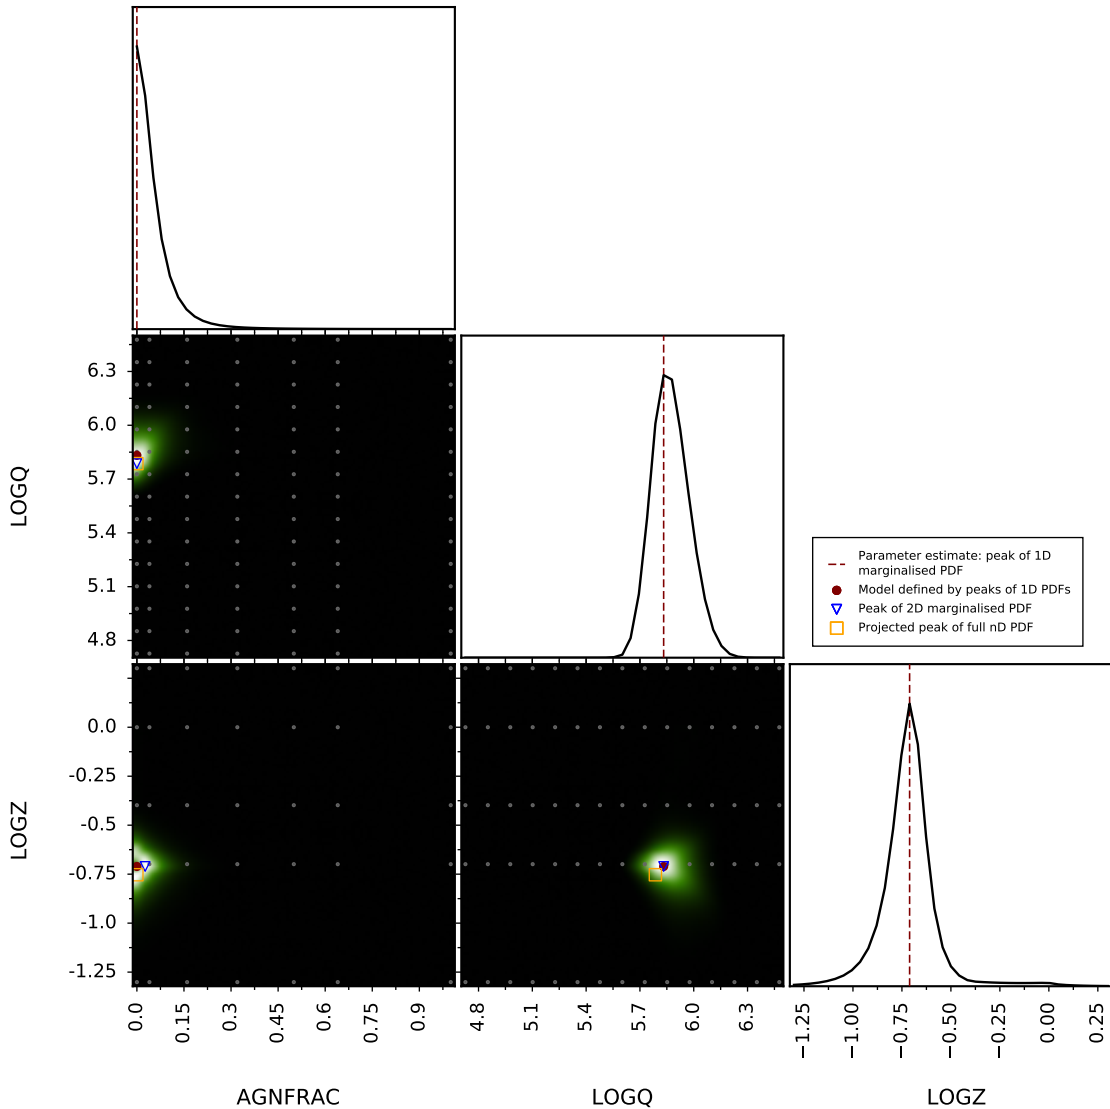 6.3
6.0
5.7
5.4
5.1
4.8
LOGQ
Parameter estimate: peak of 1D
marginalised PDF
Model defined by peaks of 1D PDFs
Peak of 2D marginalised PDF
Projected peak of full nD PDF
0.0
-0.25
-0.5
-0.75
-1.0
-1.25
LOGZ
0.0 0.15 0.3 0.45 0.6 0.75 0.9
4.8 5.1 5.4 5.7 6.0 6.3
−1.25 −1.00 −0.75 −0.50 −0.25 0.00 0.25
AGNFRAC LOGQ LOGZ